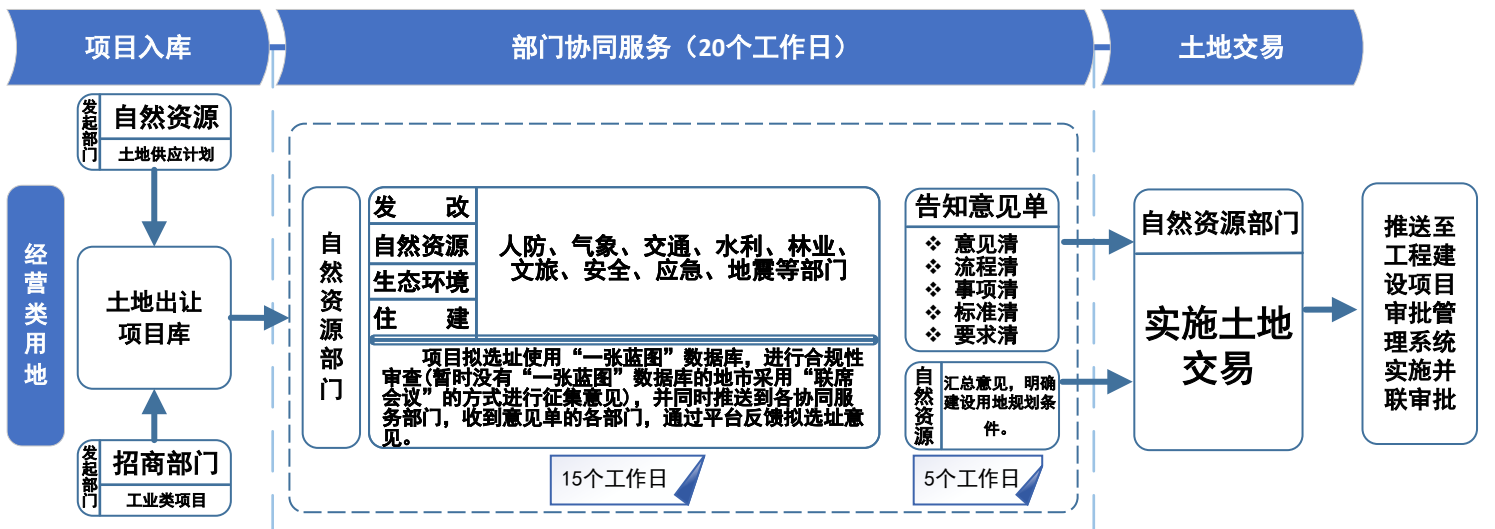 项目入库
部门协同服务（20个工作日）
土地交易
经营类用地
发起部门
自然资源
土地供应计划
土地出让
项目库
发起部门
招商部门
工业类项目
自然资源部门
发 改
自然资源
生态环境
住 建
人防、气象、交通、水利、林业、
文旅、安全、应急、地震等部门
项目拟选址使用“一张蓝图”数据库，进行合规性
审查(暂时没有“一张蓝图”数据库的地市采用“联席
会议”的方式进行征集意见)，并同时推送到各协同服
务部门，收到意见单的各部门，通过平台反馈拟选址意
见。
15个工作日
告知意见单
❖ 意见清
❖ 流程清
❖ 事项清
❖ 标准清
❖ 要求清
自然资源
汇总意见，明确
建设用地规划条
件。
5个工作日
自然资源部门
实施土地
交易
推送至
工程建
设项目
审批管
理系统
实施并
联审批